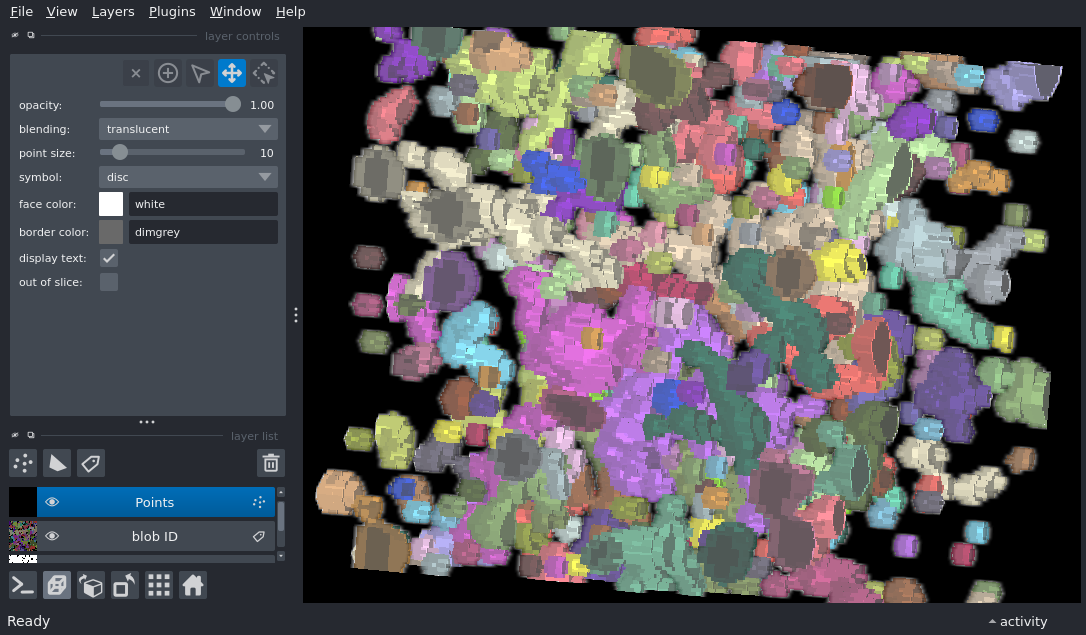 File View Layers Plugins Window Help
layer controls
opacity: 1.00
blending: translucent
point size: 10
symbol: disc
face color: white
border color: dimgrey
display text:
out of slice:
layer list
Points
blob ID
Ready
activity